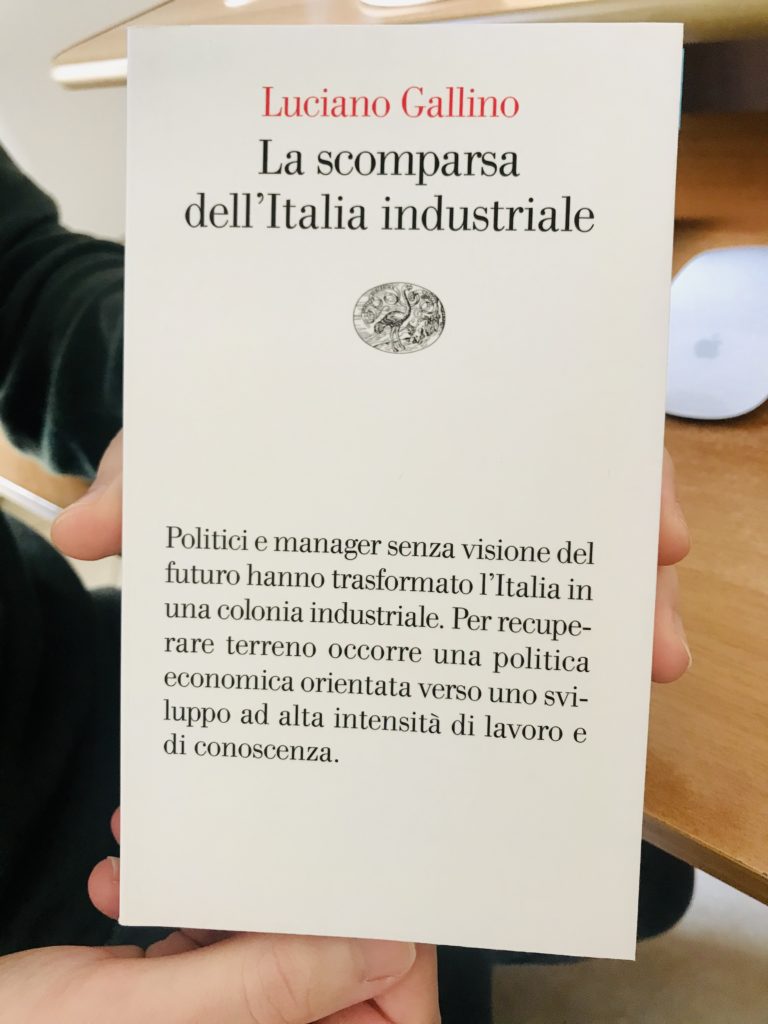 Luciano Gallino
La scomparsa
dell’Italia industriale
Politici e manager senza visione del
futuro hanno trasformato l’Italia in
una colonia industriale. Per recupe-
rare terreno occorre una politica
economica orientata verso uno svi-
luppo ad alta intensità di lavoro e
di conoscenza.